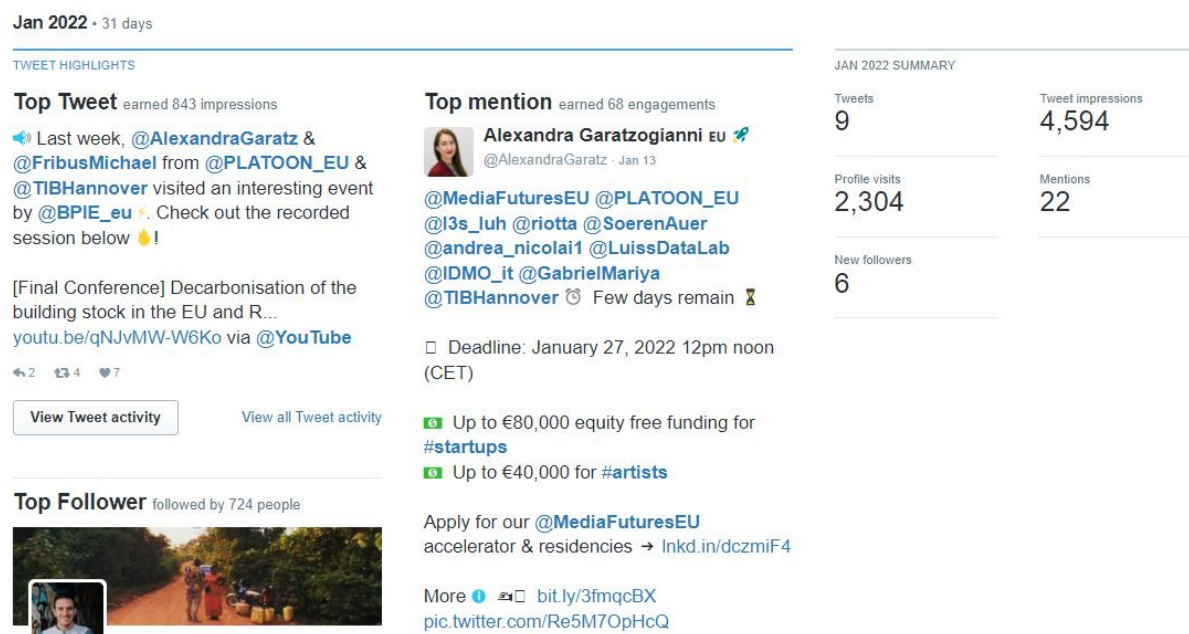 Jan 2022 • 31 days
TWEET HIGHLIGHTS
Top Tweet earned 843 impressions
Last week, @AlexandraGaratz &
@FribusMichael from @PLATOON_EU &
@TIBHannover visited an interesting event
by @BPIE_eu ⚡. Check out the recorded
session below !
[Final Conference] Decarbonisation of the
building stock in the EU and R...
youtu.be/qNJvMW-W6Ko via @YouTube
2 4 7
View Tweet activity View all Tweet activity
Top Follower followed by 724 people
Top mention earned 68 engagements
Alexandra Garatzogianni EU 🚀
@AlexandraGaratz · Jan 13
@MediaFuturesEU @PLATOON_EU
@l3s_luh @riotta @SoerenAuer
@andrea_nicolai1 @LuissDataLab
@IDMO_it @GabrielMariya
@TIBHannover ⏰ Few days remain ⏳
Deadline: January 27, 2022 12pm noon
(CET)
💵 Up to €80,000 equity free funding for
#startups
💵 Up to €40,000 for #artists
Apply for our @MediaFuturesEU
accelerator & residencies → lnkd.in/dczmiF4
More ℹ ✍ bit.ly/3fmqcBX
pic.twitter.com/Re5M7OpHcQ
JAN 2022 SUMMARY
Tweets Tweet impressions
9 4,594
Profile visits Mentions
2,304 22
New followers
6